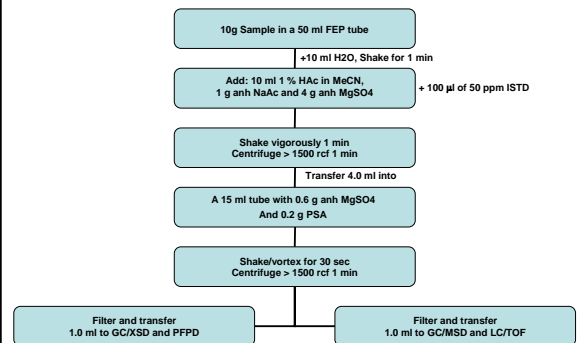 10g Sample in a 50 ml FEP tube
+10 ml H2O, Shake for 1 min
Add: 10 ml 1 % HAc in MeCN,
1 g anh NaAc and 4 g anh MgSO4
+ 100 μl of 50 ppm ISTD
Shake vigorously 1 min
Centrifuge > 1500 rcf 1 min
Transfer 4.0 ml into
A 15 ml tube with 0.6 g anh MgSO4
And 0.2 g PSA
Shake/vortex for 30 sec
Centrifuge > 1500 rcf 1 min
Filter and transfer
1.0 ml to GC/XSD and PFPD
Filter and transfer
1.0 ml to GC/MSD and LC/TOF